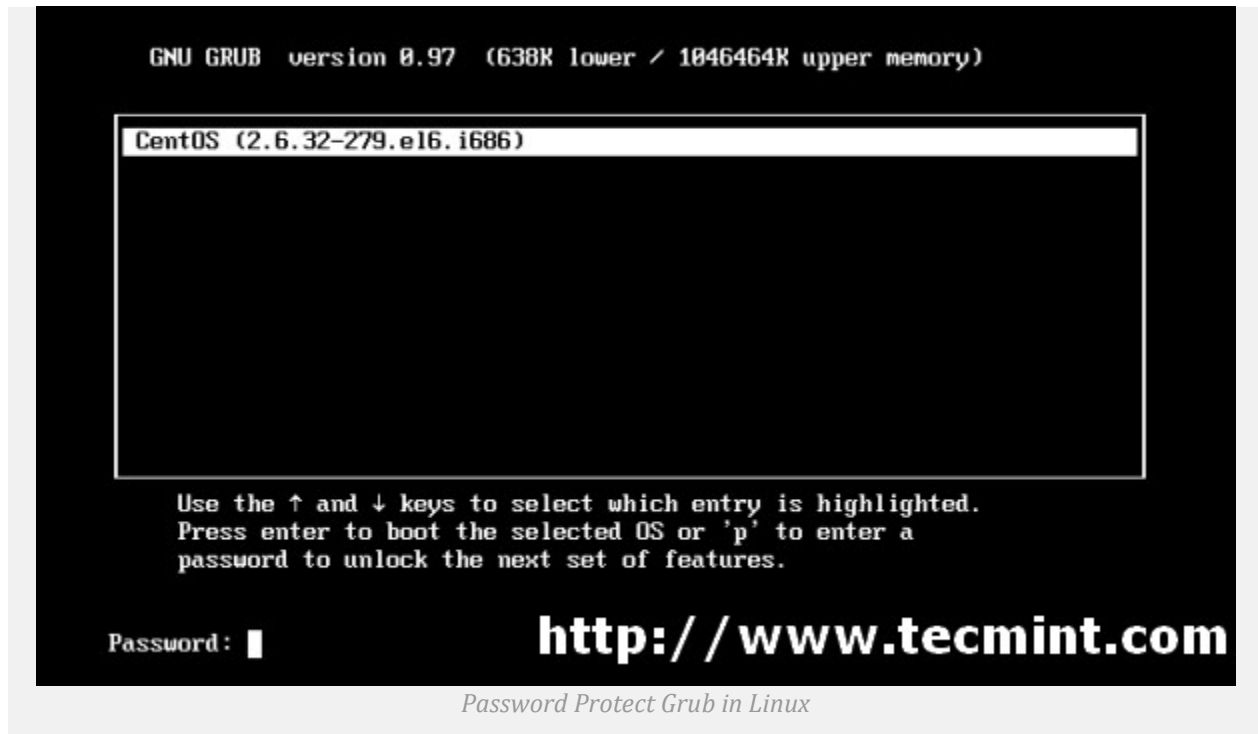 GNU GRUB version 0.97 (638K lower / 1046464K upper memory)
CentOS (2.6.32-279.el6.i686)
Use the ↑ and ↓ keys to select which entry is highlighted.
Press enter to boot the selected OS or 'p' to enter a
password to unlock the next set of features.
Password:
http://www.tecmint.com
Password Protect Grub in Linux